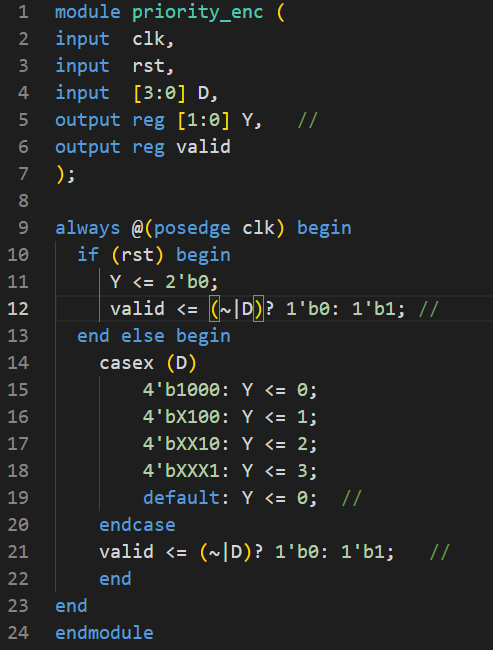 1 module priority_enc (
2 input  clk,
3 input  rst,
4 input  [3:0] D,
5 output reg [1:0] Y,   //
6 output reg valid
7 );
8
9 always @(posedge clk) begin
10   if (rst) begin
11      Y <= 2'b0;
12      valid <= (~|D)? 1'b0: 1'b1; //
13   end else begin
14     casex (D)
15         4'b1000: Y <= 0;
16         4'bX100: Y <= 1;
17         4'bXX10: Y <= 2;
18         4'bXXX1: Y <= 3;
19         default: Y <= 0;  //
20     endcase
21     valid <= (~|D)? 1'b0: 1'b1;   //
22     end
23 end
24 endmodule